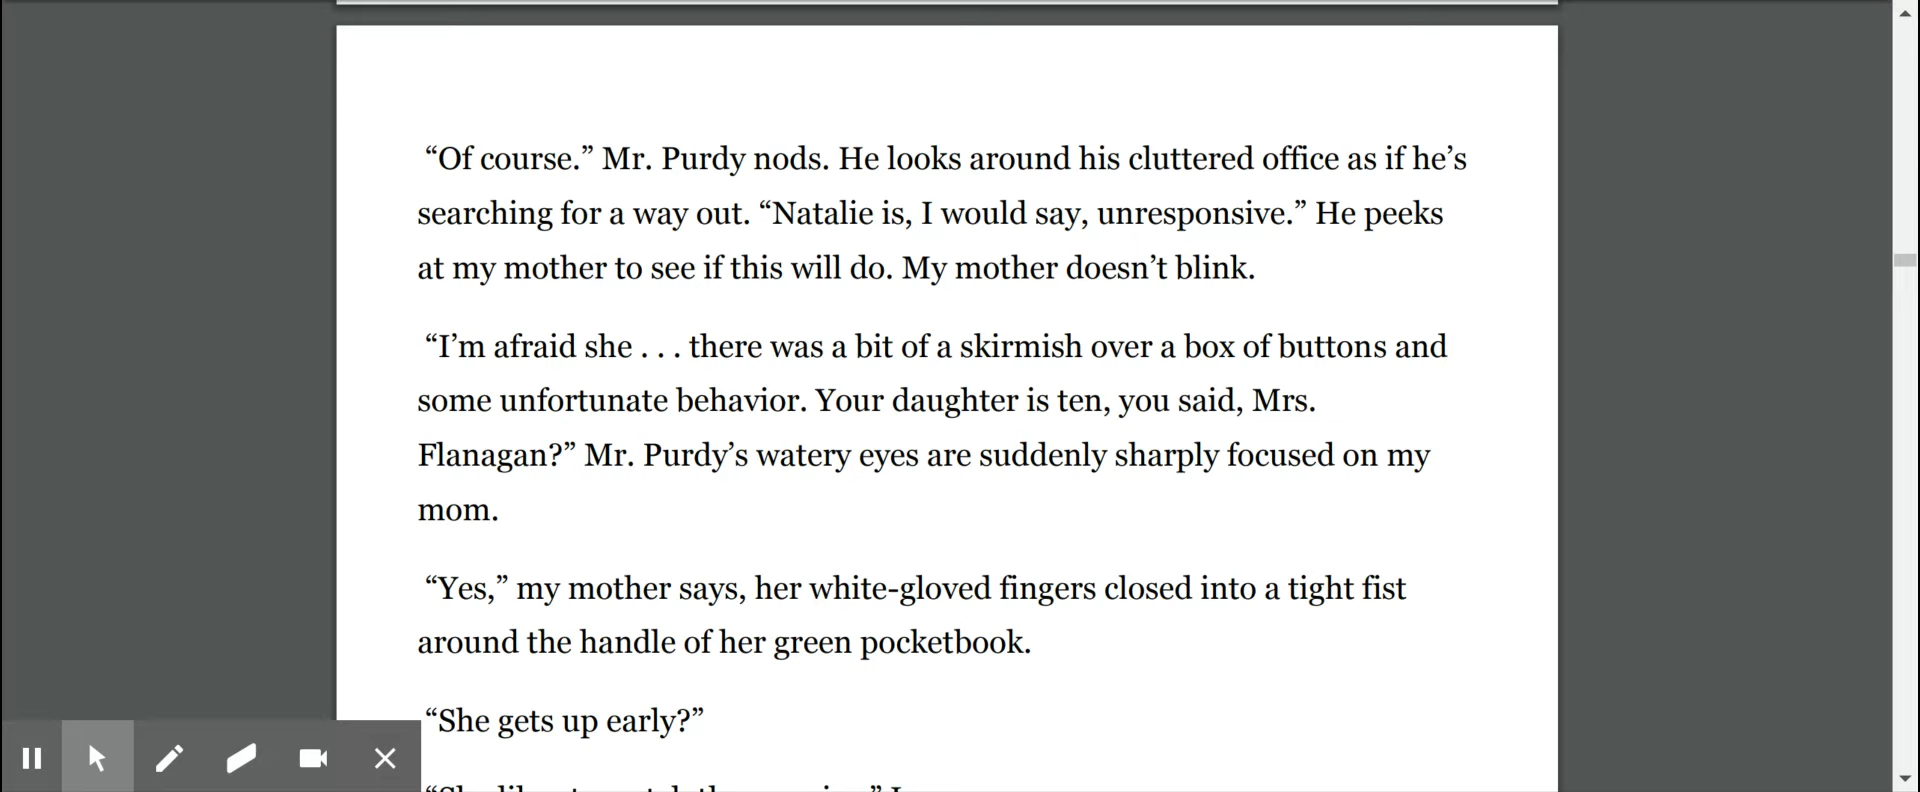 “Of course.” Mr. Purdy nods. He looks around his cluttered office as if he’s
searching for a way out. “Natalie is, I would say, unresponsive.” He peeks
at my mother to see if this will do. My mother doesn’t blink.
“I’m afraid she . . . there was a bit of a skirmish over a box of buttons and
some unfortunate behavior. Your daughter is ten, you said, Mrs.
Flanagan?” Mr. Purdy’s watery eyes are suddenly sharply focused on my
mom.
“Yes,” my mother says, her white-gloved fingers closed into a tight fist
around the handle of her green pocketbook.
“She gets up early?”